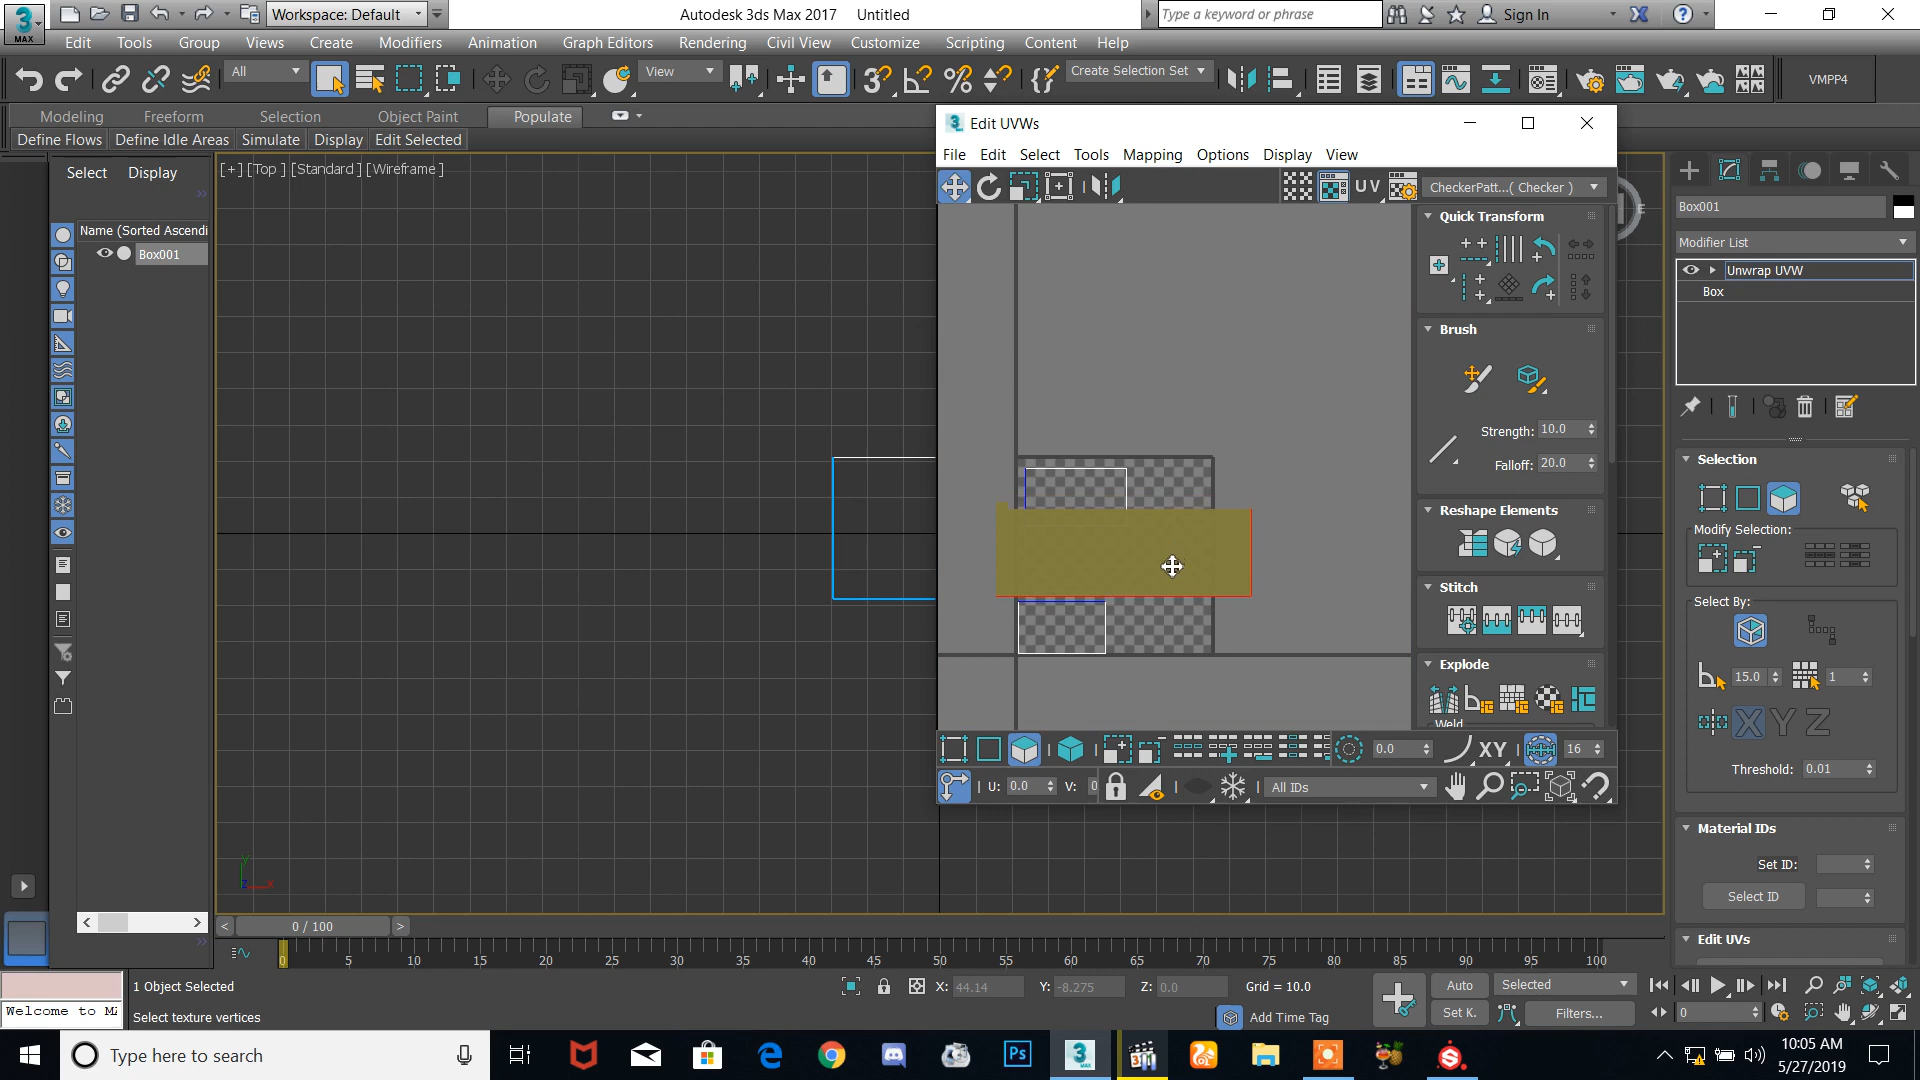 3 MAX
Workspace: Default
Autodesk 3ds Max 2017 Untitled
Type a keyword or phrase
Sign In
Edit Tools Group Views Create Modifiers Animation Graph Editors Rendering Civil View Customize Scripting Content Help
All
View
Create Selection Set
VMPP4
Modeling Freeform Selection Object Paint Populate
Define Flows Define Idle Areas Simulate Display Edit Selected
Select Display
Name (Sorted Ascendi
Box001
[+] [Top ] [Standard ] [Wireframe ]
Edit UVWs
File Edit Select Tools Mapping Options Display View
UV
CheckerPatt...( Checker )
Quick Transform
Brush
Strength: 10.0
Falloff: 20.0
Reshape Elements
Stitch
Explode
Weld
0.0
XY
16
U: 0.0 V: 0
All IDs
Box001
Modifier List
Unwrap UVW
Box
Selection
Modify Selection:
Select By:
15.0
1
X Y Z
Threshold: 0.01
Material IDs
Set ID:
Select ID
Edit UVs
0 / 100
0 5 10 15 20 25 30 35 40 45 50 55 60 65 70 75 80 85 90 95 100
1 Object Selected
X: 44.14 Y: -8.275 Z: 0.0 Grid = 10.0
Auto
Selected
Welcome to MA
Select texture vertices
Add Time Tag
Set K.
Filters...
0
Type here to search
10:05 AM
5/27/2019